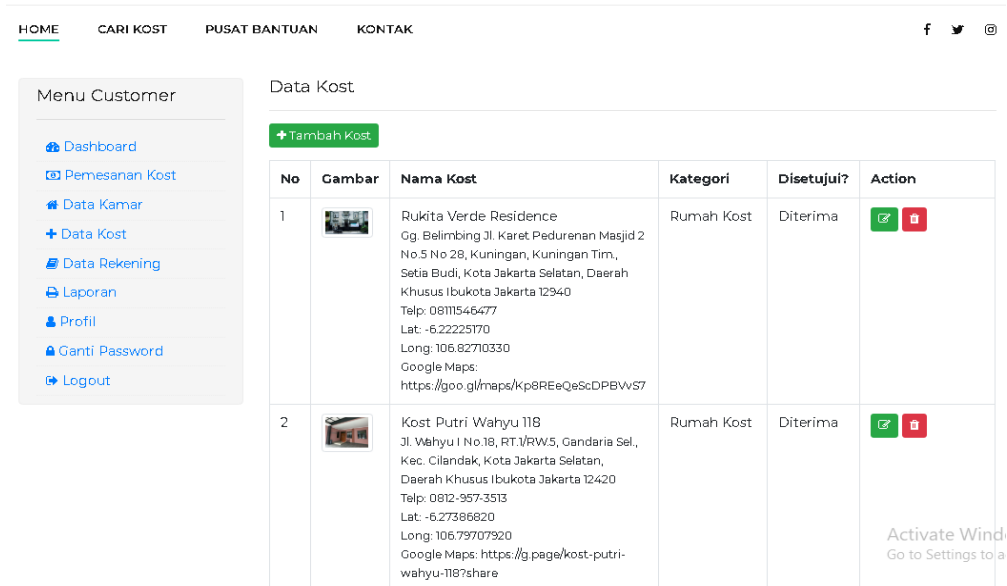 HOME CARI KOST PUSAT BANTUAN KONTAK
Menu Customer
Dashboard
Pemesanan Kost
Data Kamar
Data Kost
Data Rekening
Laporan
Profil
Ganti Password
Logout
Data Kost
Tambah Kost
No Gambar Nama Kost Kategori Disetujui? Action
1 Rukita Verde Residence Rumah Kost Diterima
Gg. Belimbing Jl. Karet Pedurenan Masjid 2
No.5 No 28, Kuningan, Kuningan Tim.,
Setia Budi, Kota Jakarta Selatan, Daerah
Khusus Ibukota Jakarta 12940
Telp: 08111546477
Lat: -6.22225170
Long: 106.82710330
Google Maps:
https://goo.gl/maps/Kp8REeQeScDPBVvS7
2 Kost Putri Wahyu 118 Rumah Kost Diterima
Jl. Wahyu I No.18, RT.1/RW.5, Gandaria Sel.,
Kec. Cilandak, Kota Jakarta Selatan,
Daerah Khusus Ibukota Jakarta 12420
Telp: 0812-957-3513
Lat: -6.27386820
Long: 106.79707920
Google Maps: https://g.page/kost-putri-
wahyu-118?share
Activate Wind
Go to Settings to a